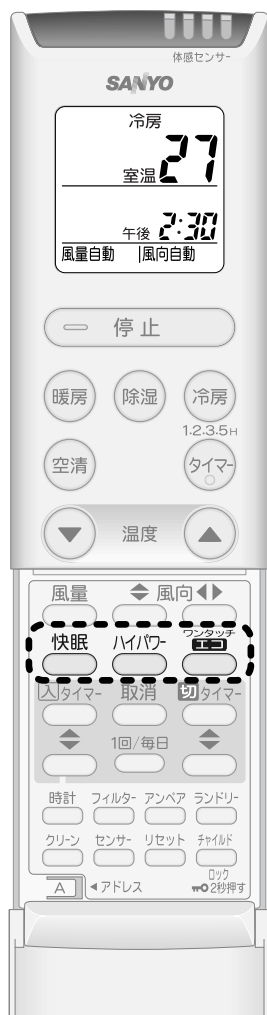 体感センサー
SANYO
冷房
室温 27
午後 2:30
風量自動 風向自動
停止
暖房 除湿 冷房
1.2.3.5H
空清 タイマー
温度
風量 風向
快眠 ハイパワー ワンタッチ
エコ
入タイマー 取消 切タイマー
1回/毎日
時計 フィルター アンペア ランドリー
クリーン センサー リセット チャイルド
ロック
A アドレス 2秒押す